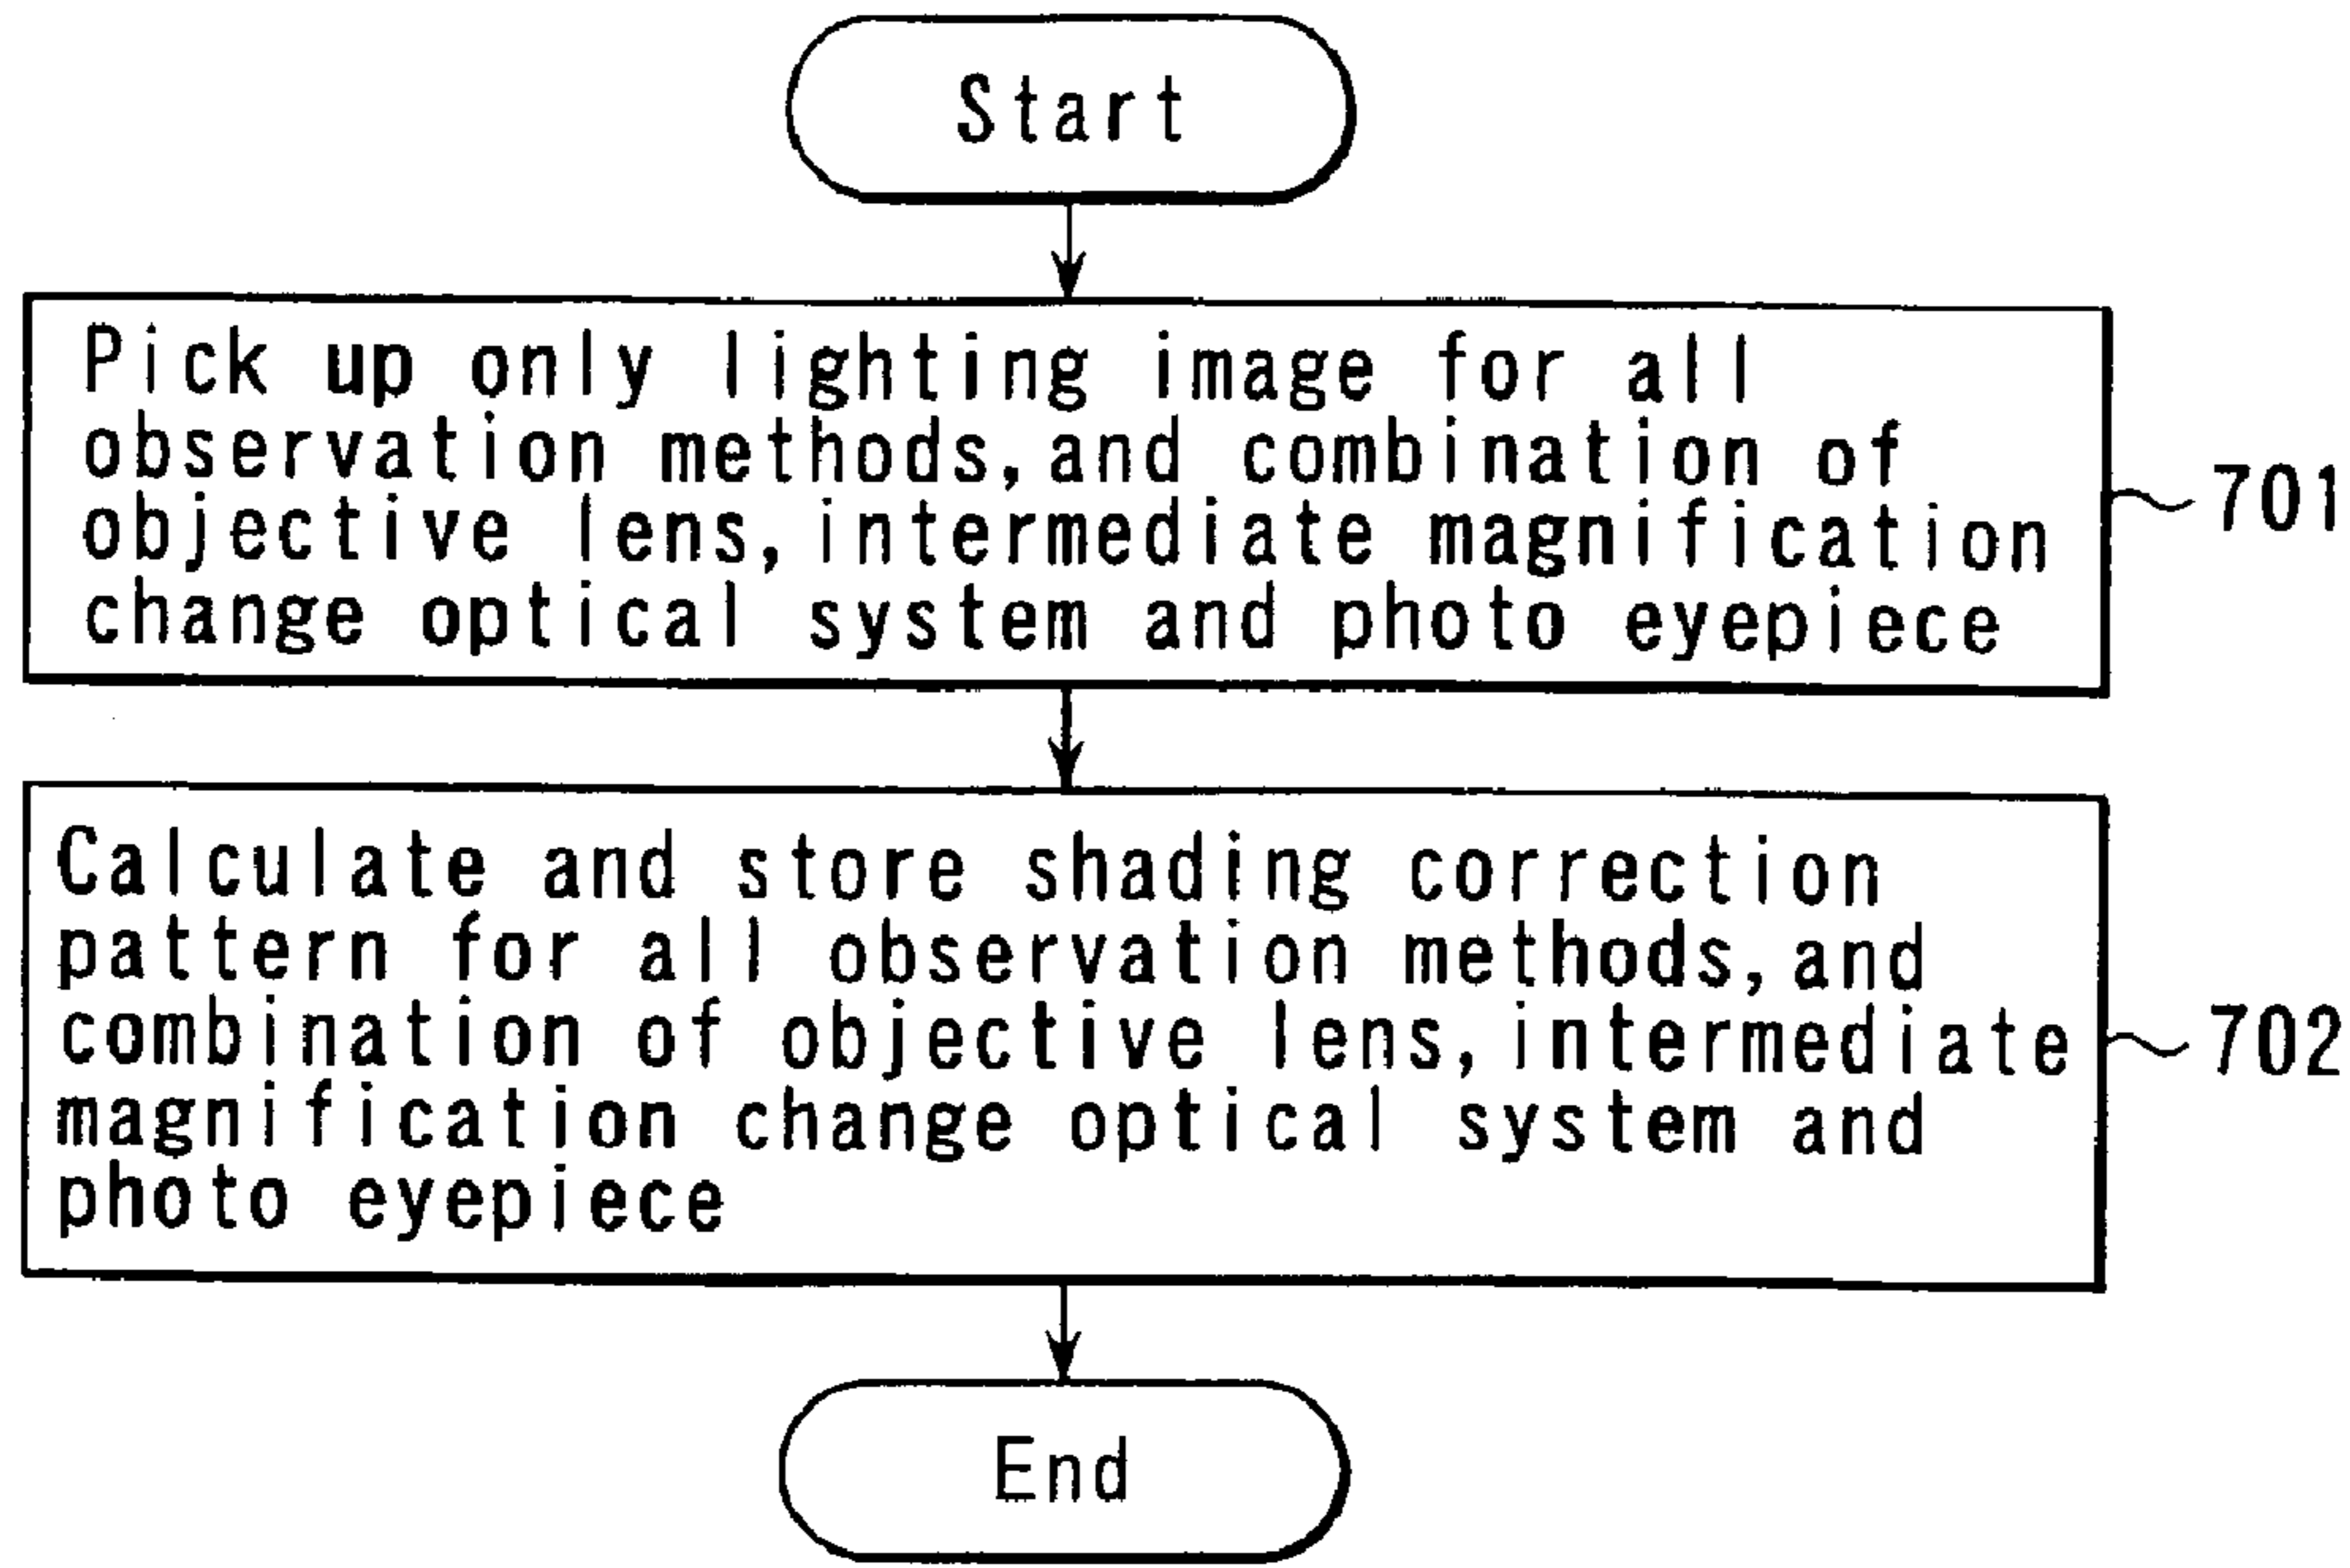 Start
Pick up only lighting image for all
observation methods,and combination of
objective lens,intermediate magnification
change optical system and photo eyepiece
701
Calculate and store shading correction
pattern for all observation methods,and
combination of objective lens,intermediate
magnification change optical system and
photo eyepiece
702
End